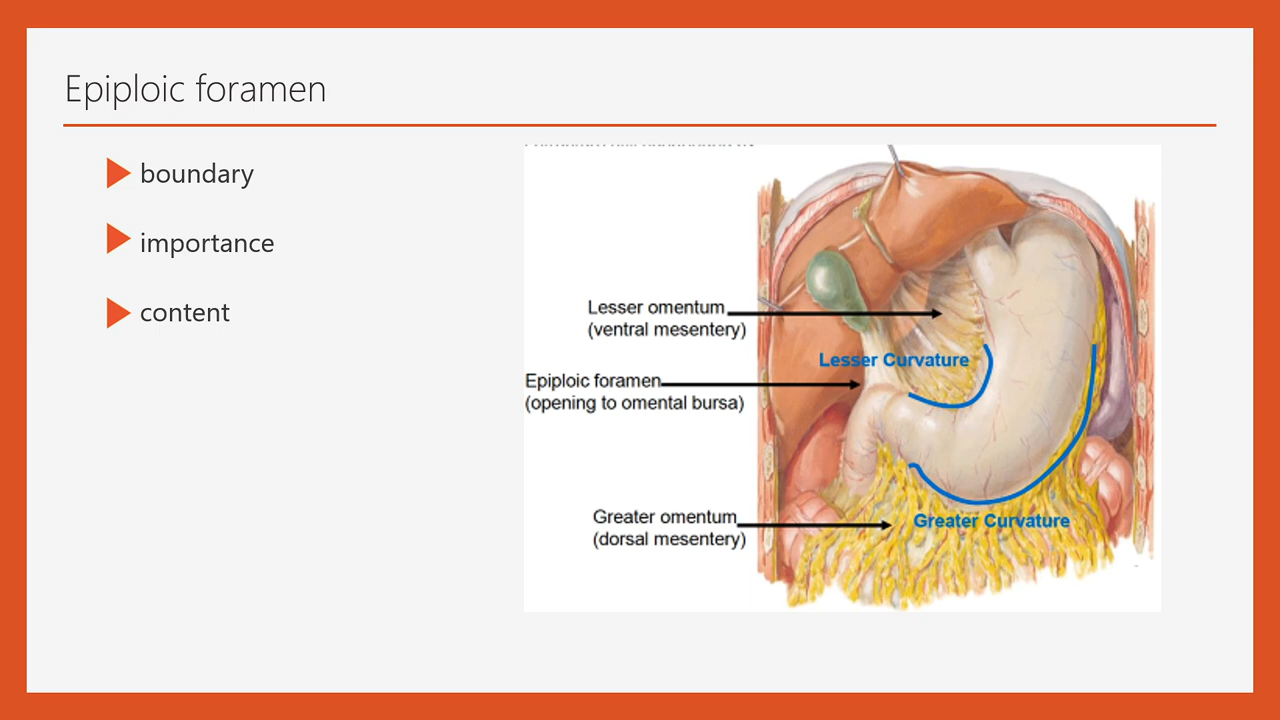 Epiploic foramen
boundary
importance
content
Lesser omentum
(ventral mesentery)
Lesser Curvature
Epiploic foramen
(opening to omental bursa)
Greater omentum
(dorsal mesentery)
Greater Curvature